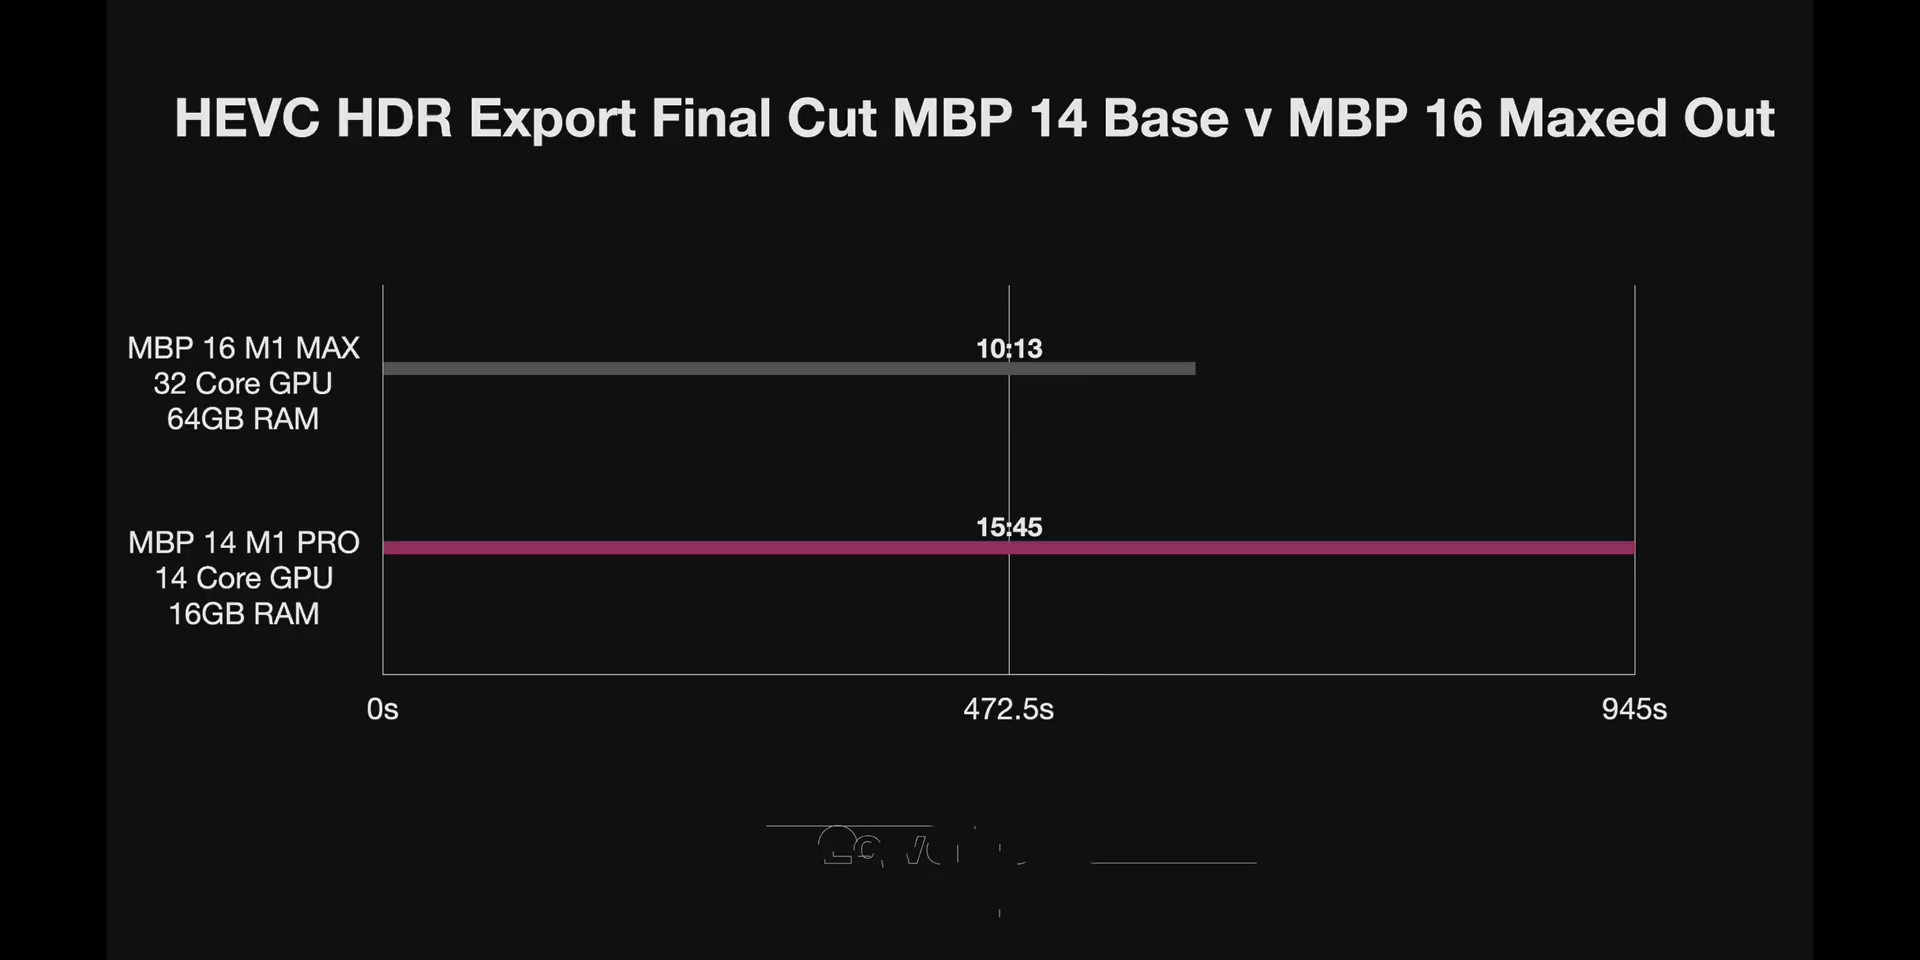 HEVC HDR Export Final Cut MBP 14 Base v MBP 16 Maxed Out
MBP 16 M1 MAX
32 Core GPU
64GB RAM
10:13
MBP 14 M1 PRO
14 Core GPU
16GB RAM
15:45
0s
472.5s
945s